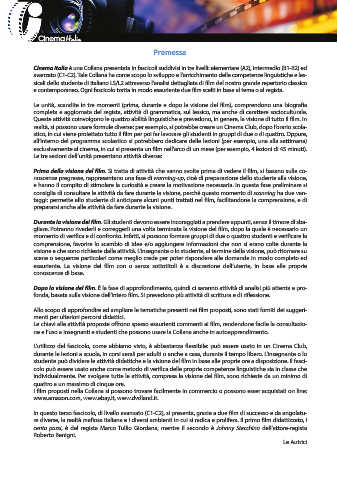 Cinema Italia
Premessa
Cinema Italia è una Collana presentata in fascicoli suddivisi in tre livelli: elementare (A2), intermedio (B1-B2) ed
avanzato (C1-C2). Tale Collana ha come scopo lo sviluppo e l'arricchimento delle competenze linguistiche e les-
sicali dello studente di italiano LS/L2 attraverso l'analisi dettagliata di film del nostro grande repertorio classico
e contemporaneo. Ogni fascicolo tratta in modo esauriente due film scelti in base al tema o al regista.
Le unità, scandite in tre momenti (prima, durante e dopo la visione del film), comprendono una biografia
completa e aggiornata del regista, attività di grammatica, sul lessico, ma anche di carattere socioculturale.
Queste attività coinvolgono le quattro abilità linguistiche e prevedono, in genere, la visione di tutto il film. In
realtà, si possono usare formule diverse: per esempio, si potrebbe creare un Cinema Club, dopo l'orario scola-
stico, in cui viene proiettato tutto il film per poi far lavorare gli studenti in gruppi di due o di quattro. Oppure,
all'interno del programma scolastico si potrebbero dedicare delle lezioni (per esempio, una alla settimana)
esclusivamente al cinema, in cui si presenta un film nell'arco di un mese (per esempio, 4 lezioni di 45 minuti).
Le tre sezioni dell'unità presentano attività diverse:
Prima della visione del film. Si tratta di attività che vanno svolte prima di vedere il film, si basano sulle co-
noscenze pregresse, rappresentano una fase di warming-up, cioè di preparazione dello studente alla visione,
e hanno il compito di stimolare la curiosità e creare la motivazione necessaria. In questa fase preliminare si
consiglia di consultare le attività da fare durante la visione, perché questo momento di scanning ha dei van-
taggi: permette allo studente di anticipare alcuni punti trattati nel film, facilitandone la comprensione, e di
prepararsi anche alle attività da fare durante la visione.
Durante la visione del film. Gli studenti devono essere incoraggiati a prendere appunti, senza il timore di sba-
gliare. Potranno rivederli e correggerli una volta terminata la visione del film, dopo la quale è necessario un
momento di verifica e di confronto. Infatti, si possono formare gruppi di due o quattro studenti e verificare la
comprensione, favorire lo scambio di idee e/o aggiungere informazioni che non si erano colte durante la
visione e che sono richieste dalle attività. L'insegnante o lo studente, al termine della visione, può ritornare su
scene o sequenze particolari come meglio crede per poter rispondere alle domande in modo completo ed
esauriente. La visione del film con o senza sottotitoli è a discrezione dell'utente, in base alle proprie
conoscenze di base.
Dopo la visione del film. È la fase di approfondimento, quindi ci saranno attività di analisi più attenta e pro-
fonda, basate sulla visione dell'intero film. Si prevedono più attività di scrittura e di riflessione.
Allo scopo di approfondire ed ampliare le tematiche presenti nei film proposti, sono stati forniti dei suggeri-
menti per ulteriori percorsi didattici.
Le chiavi alle attività proposte offrono spesso esaurienti commenti ai film, rendendone facile la consultazio-
ne e l'uso a insegnanti e studenti che possono usare la Collana anche in autoapprendimento.
L'utilizzo del fascicolo, come abbiamo visto, è abbastanza flessibile: può essere usato in un Cinema Club,
durante le lezioni a scuola, in corsi serali per adulti o anche a casa, durante il tempo libero. L'insegnante o lo
studente può dividere le attività didattiche e la visione del film in base alle proprie ore a disposizione. Il fasci-
colo può essere usato anche come metodo di verifica delle proprie competenze linguistiche sia in classe che
individualmente. Per svolgere tutte le attività, compresa la visione del film, sono richieste da un minimo di
quattro a un massimo di cinque ore.
I film proposti nella Collana si possono trovare facilmente in commercio o possono esser acquistati on line:
www.amazon.com, www.ebay.it, www.dvdland.it.
In questo terzo fascicolo, di livello avanzato (C1-C2), si presenta, grazie a due film di successo e da angolatu-
re diverse, la realtà mafiosa italiana e i diversi ambienti in cui si radica e prolifera. Il primo film didattizzato, I
cento passi, è del regista Marco Tullio Giordana, mentre il secondo è Johnny Stecchino dell'attore-regista
Roberto Benigni.
Le Autrici